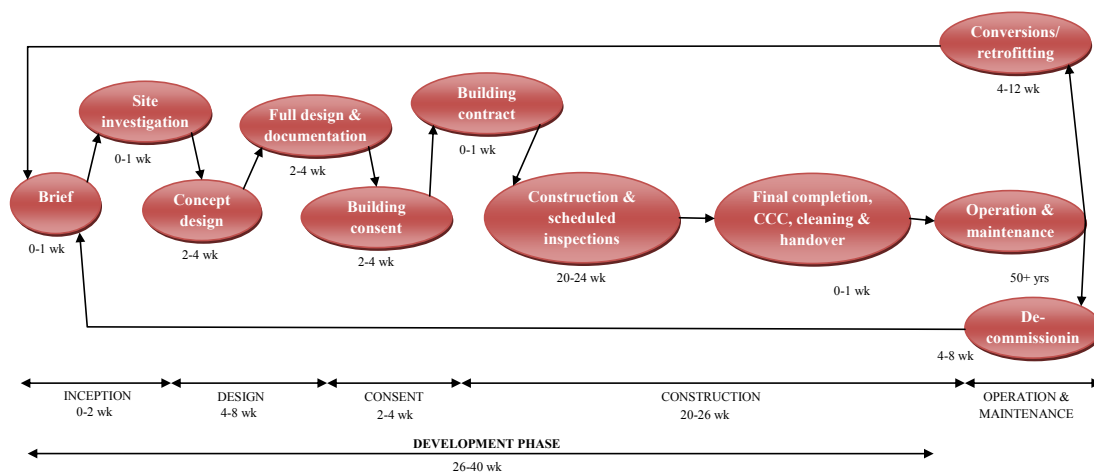 Conversions/
retrofitting
4-12 wk
Site
investigation
0-1 wk
Full design &
documentation
2-4 wk
Building
contract
0-1 wk
Brief
0-1 wk
Concept
design
2-4 wk
Building
consent
2-4 wk
Construction &
scheduled
inspections
20-24 wk
Final completion,
CCC, cleaning &
handover
0-1 wk
Operation &
maintenance
50+ yrs
De-
commissionin
4-8 wk
INCEPTION
0-2 wk
DESIGN
4-8 wk
CONSENT
2-4 wk
CONSTRUCTION
20-26 wk
OPERATION &
MAINTENANCE
DEVELOPMENT PHASE
26-40 wk